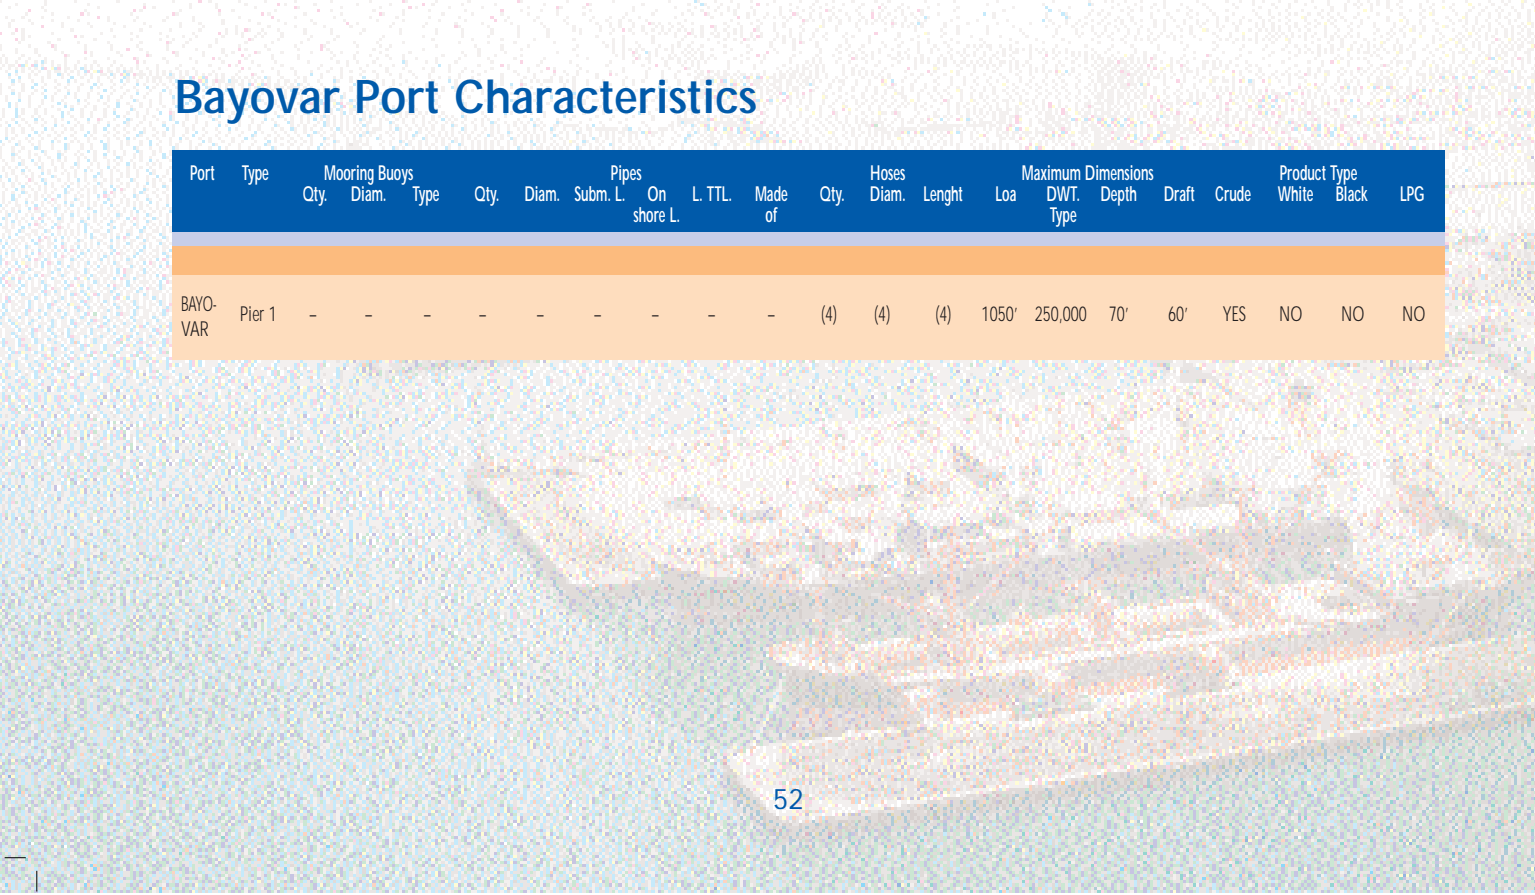 Bayovar Port Characteristics
Port Type Mooring Buoys Pipes Hoses Maximum Dimensions Product Type
Qty. Diam. Type Qty. Diam. Subm. L. On L. TTL. Made Qty. Diam. Lenght Loa DWT. Depth Draft Crude White Black LPG
shore L. of Type
BAYO-
VAR Pier 1 – – – – – – – – – (4) (4) (4) 1050’ 250,000 70’ 60’ YES NO NO NO
52